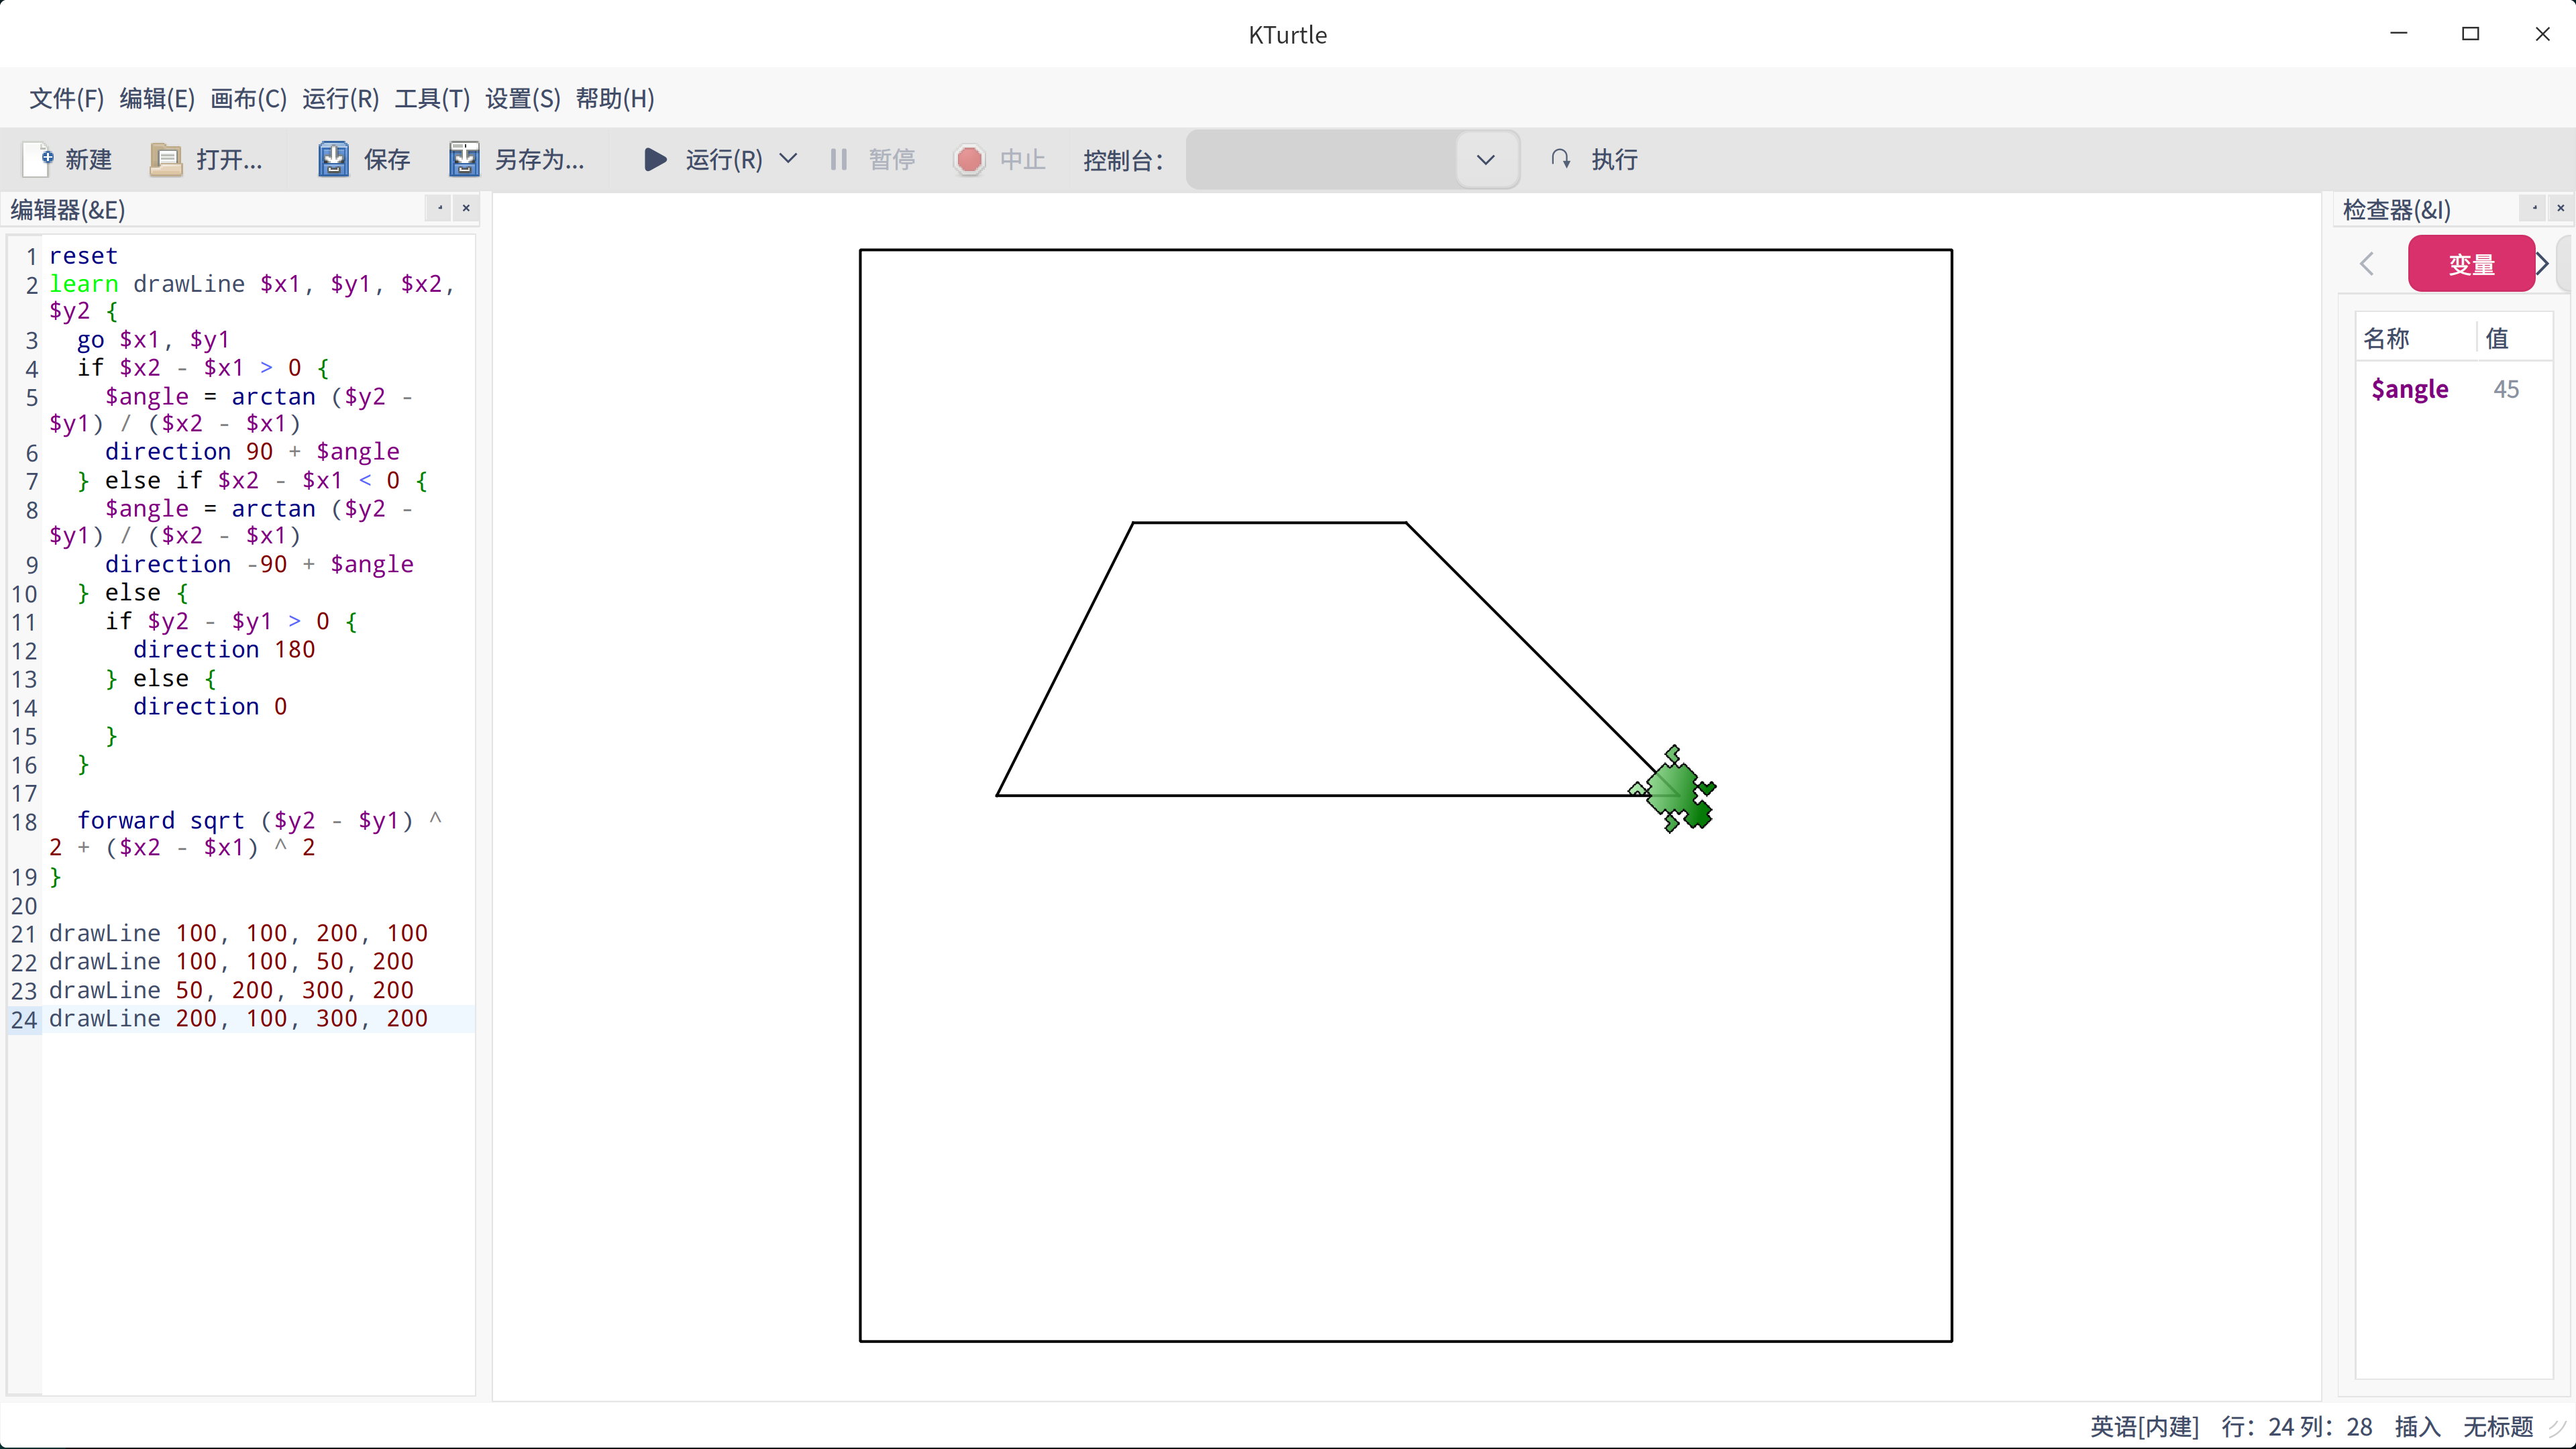 KTurtle
文件(F) 编辑(E) 画布(C) 运行(R) 工具(T) 设置(S) 帮助(H)
新建 打开... 保存 另存为... 运行(R) 暂停 中止 控制台： 执行
编辑器(&E)
1 reset
2 learn drawLine $x1, $y1, $x2,
$y2 {
3 go $x1, $y1
4 if $x2 - $x1 > 0 {
5 $angle = arctan ($y2 -
$y1) / ($x2 - $x1)
6 direction 90 + $angle
7 } else if $x2 - $x1 < 0 {
8 $angle = arctan ($y2 -
$y1) / ($x2 - $x1)
9 direction -90 + $angle
10 } else {
11 if $y2 - $y1 > 0 {
12 direction 180
13 } else {
14 direction 0
15 }
16 }
17
18 forward sqrt ($y2 - $y1) ^
2 + ($x2 - $x1) ^ 2
19 }
20
21 drawLine 100, 100, 200, 100
22 drawLine 100, 100, 50, 200
23 drawLine 50, 200, 300, 200
24 drawLine 200, 100, 300, 200
检查器(&I)
变量
名称 值
$angle 45
英语[内建] 行：24 列：28 插入 无标题